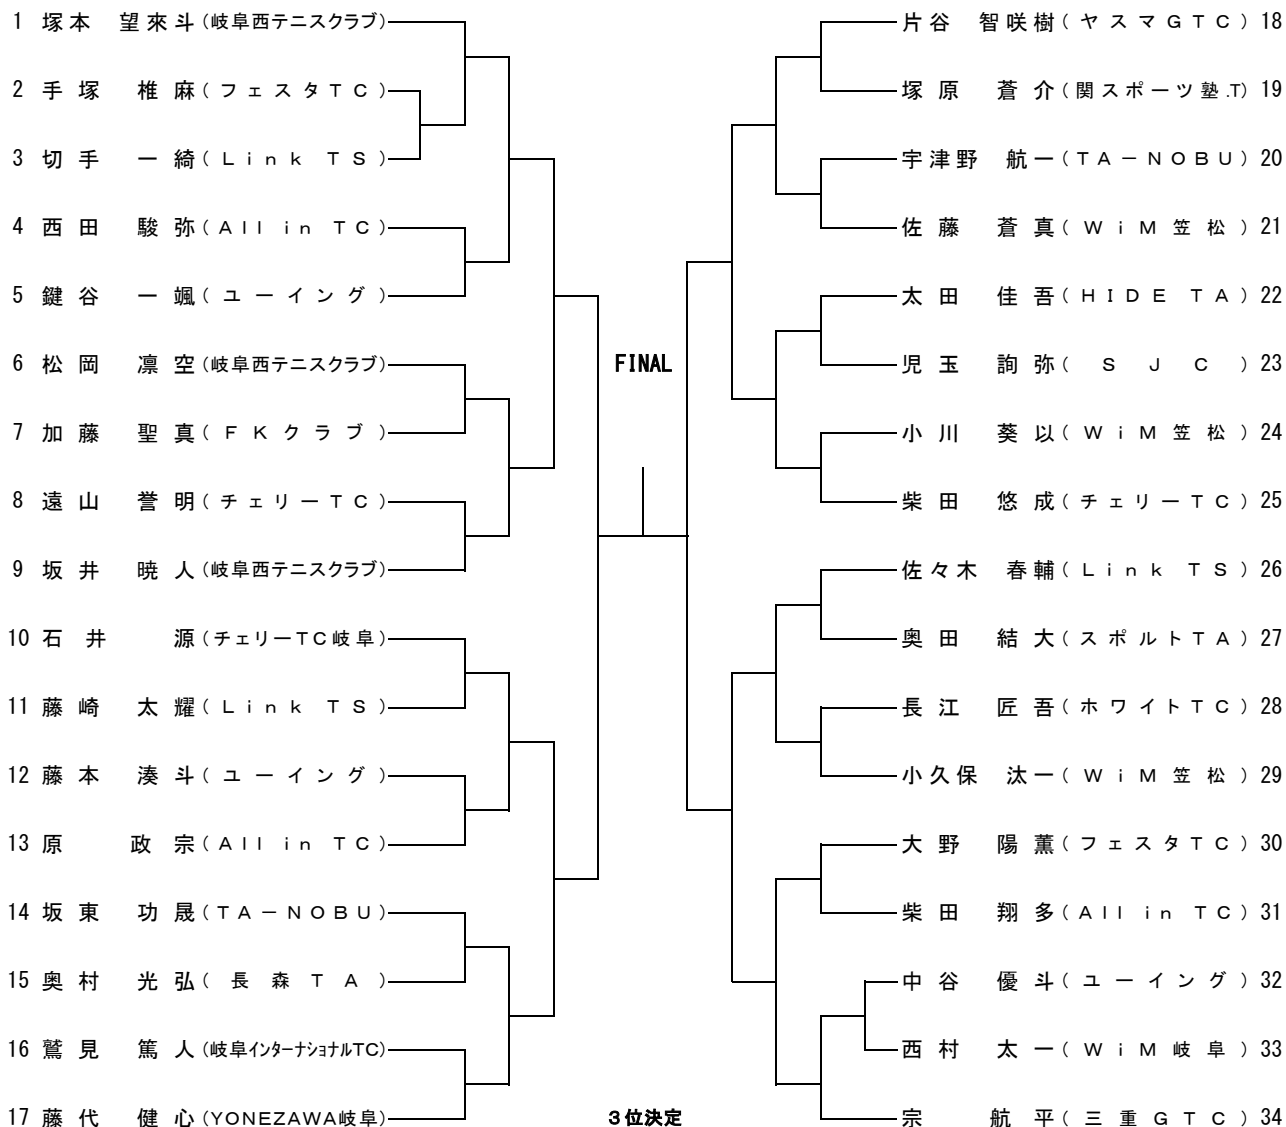 1 塚本 望來斗(岐阜西テニスクラブ)
2 手塚 椎麻(フェスタTC)
3 切手 一綺(Link TS)
4 西田 駿弥(All in TC)
5 鍵谷 一颯(ユーイング)
6 松岡 凛空(岐阜西テニスクラブ)
7 加藤 聖真(FKクラブ)
8 遠山 誉明(チェリーTC)
9 坂井 暁人(岐阜西テニスクラブ)
10 石井 源(チェリーTC岐阜)
11 藤崎 太耀(Link TS)
12 藤本 湊斗(ユーイング)
13 原 政宗(All in TC)
14 坂東 功晟(TA-NOBU)
15 奥村 光弘(長森TA)
16 鷲見 篤人(岐阜インターナショナルTC)
17 藤代 健心(YONEZAWA岐阜)
FINAL
3位決定
片谷 智咲樹(ヤスマGTC) 18
塚原 蒼介(関スポーツ塾.T) 19
宇津野 航一(TA-NOBU) 20
佐藤 蒼真(WiM笠松) 21
太田 佳吾(HIDE TA) 22
児玉 詢弥(SJC) 23
小川 葵以(WiM笠松) 24
柴田 悠成(チェリーTC) 25
佐々木 春輔(Link TS) 26
奥田 結大(スポルトTA) 27
長江 匠吾(ホワイトTC) 28
小久保 汰一(WiM笠松) 29
大野 陽薫(フェスタTC) 30
柴田 翔多(All in TC) 31
中谷 優斗(ユーイング) 32
西村 太一(WiM岐阜) 33
宗 航平(三重GTC) 34